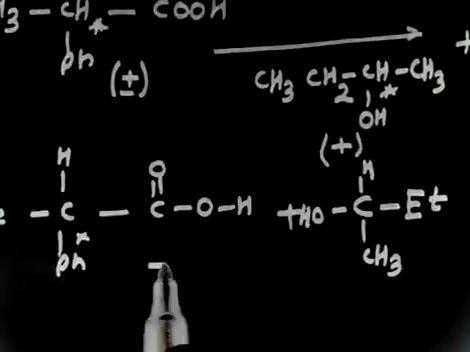 3 — CH* — COOH
Ph
(±)
CH3 CH2–CH*–CH3 +
OH
(+)
H O H
— C* — C – O – H + HO – C – Et
Ph CH3